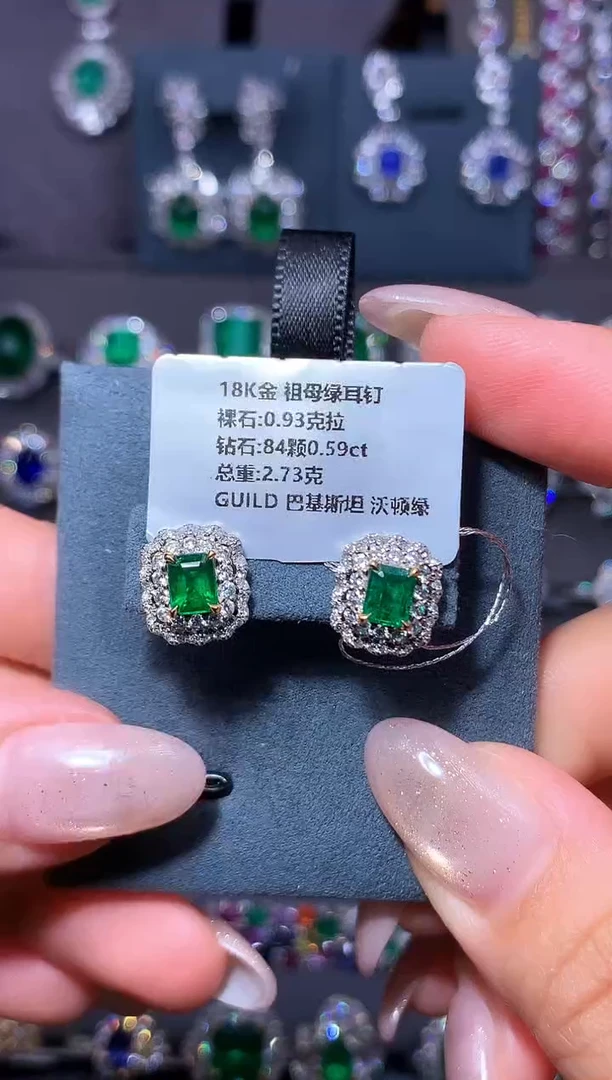 18K金 祖母绿耳钉
裸石:0.93克拉
钻石:84颗0.59ct
总重:2.73克
GUILD 巴基斯坦 沃顿绿